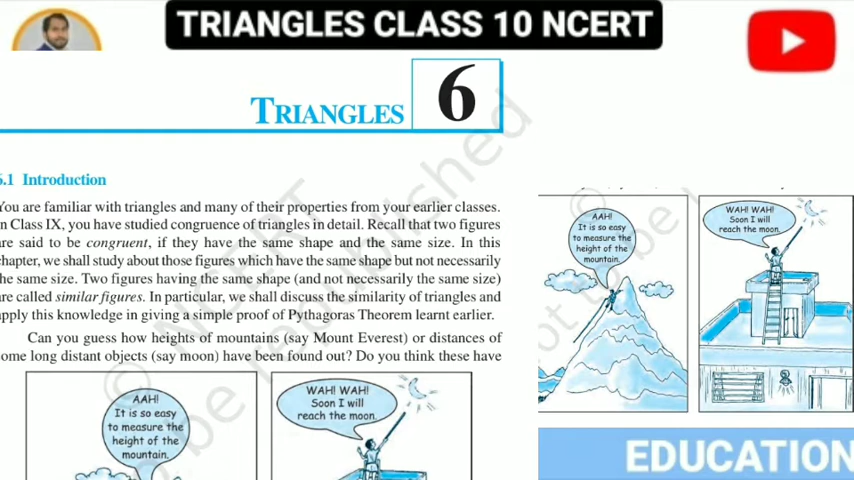 TRIANGLES CLASS 10 NCERT
TRIANGLES 6
6.1 Introduction
You are familiar with triangles and many of their properties from your earlier classes.
In Class IX, you have studied congruence of triangles in detail. Recall that two figures
are said to be congruent, if they have the same shape and the same size. In this
chapter, we shall study about those figures which have the same shape but not necessarily
the same size. Two figures having the same shape (and not necessarily the same size)
are called similar figures. In particular, we shall discuss the similarity of triangles and
apply this knowledge in giving a simple proof of Pythagoras Theorem learnt earlier.
Can you guess how heights of mountains (say Mount Everest) or distances of
some long distant objects (say moon) have been found out? Do you think these have
AAH!
It is so easy
to measure the
height of the
mountain.
WAH! WAH!
Soon I will
reach the moon.
AAH!
It is so easy
to measure the
height of the
mountain.
WAH! WAH!
Soon I will
reach the moon.
EDUCATION
© NCERT
not to be republished